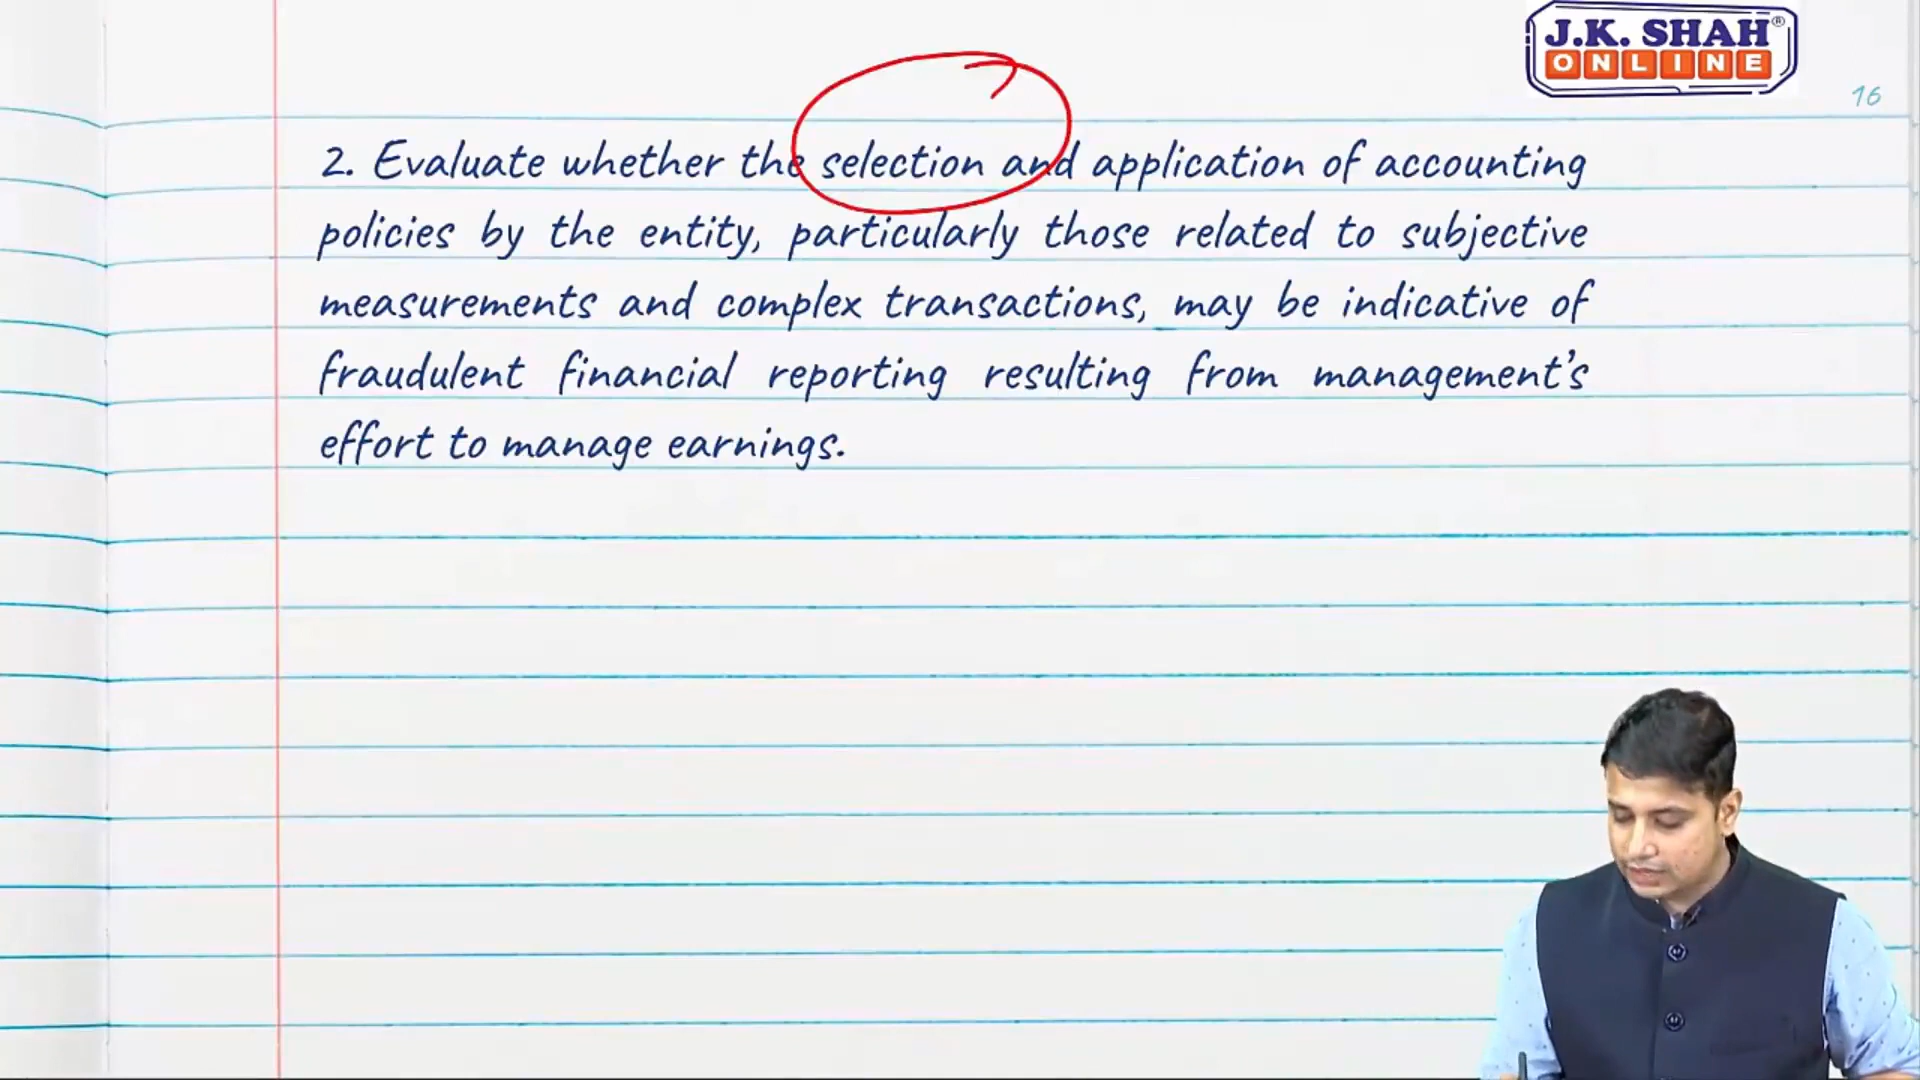 J.K. SHAH®
ONLINE
16
2. Evaluate whether the selection and application of accounting
policies by the entity, particularly those related to subjective
measurements and complex transactions, may be indicative of
fraudulent financial reporting resulting from management's
effort to manage earnings.